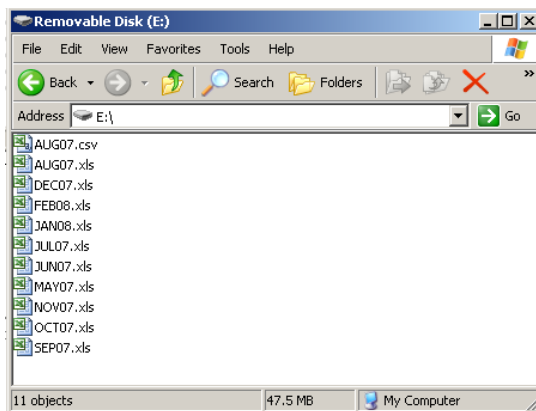 Removable Disk (E:)
File Edit View Favorites Tools Help
Back Search Folders »
Address E:\ Go
AUG07.csv
AUG07.xls
DEC07.xls
FEB08.xls
JAN08.xls
JUL07.xls
JUN07.xls
MAY07.xls
NOV07.xls
OCT07.xls
SEP07.xls
11 objects 47.5 MB My Computer